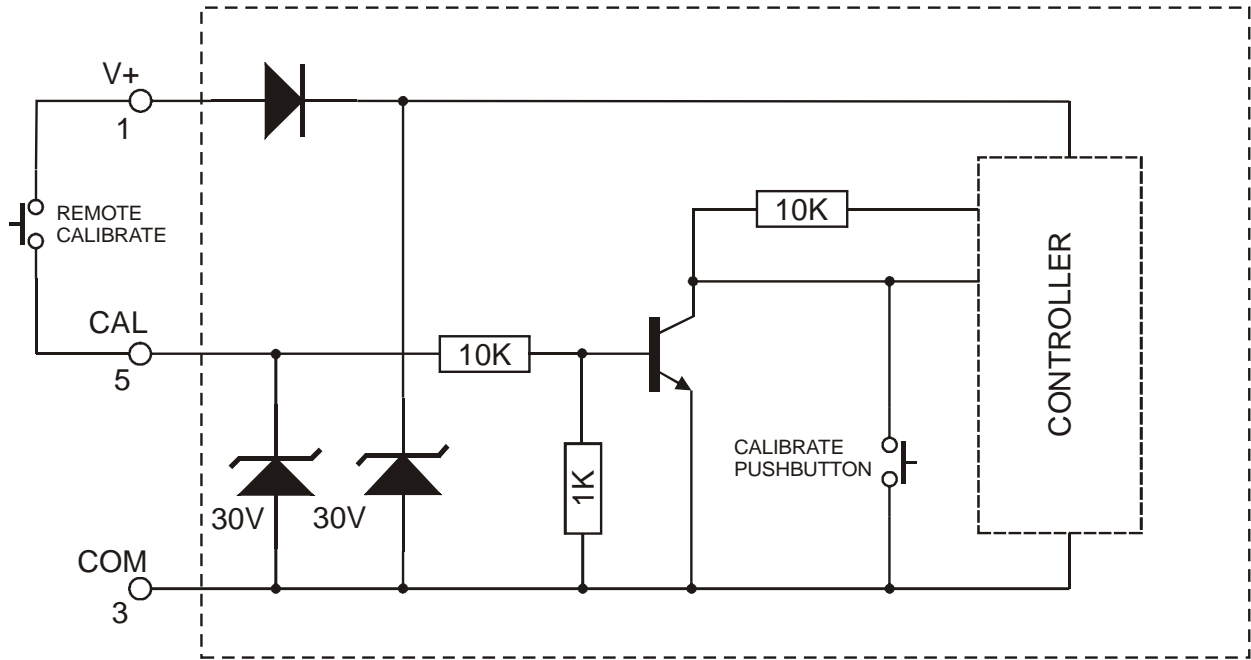 V+
1
REMOTE
CALIBRATE
CAL
5
10K
10K
1K
30V
30V
CALIBRATE
PUSHBUTTON
CONTROLLER
COM
3